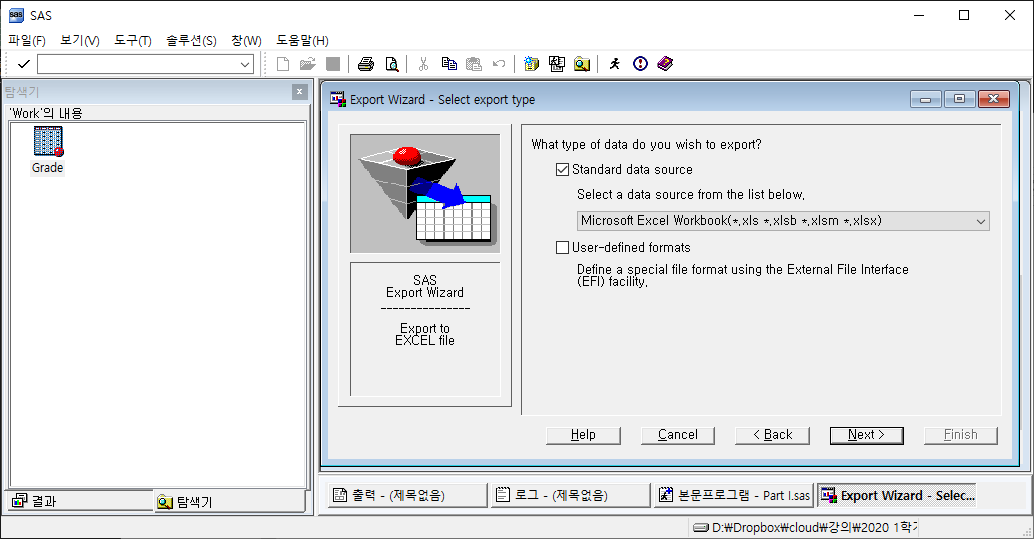 SAS
파일(F) 보기(V) 도구(T) 솔루션(S) 창(W) 도움말(H)
탐색기
'Work'의 내용
Grade
결과
탐색기
Export Wizard - Select export type
SAS
Export Wizard
---------------
Export to
EXCEL file
What type of data do you wish to export?
Standard data source
Select a data source from the list below.
Microsoft Excel Workbook(*.xls *.xlsb *.xlsm *.xlsx)
User-defined formats
Define a special file format using the External File Interface
(EFI) facility.
Help Cancel < Back Next > Finish
출력 - (제목없음) 로그 - (제목없음) 본문프로그램 - Part I.sas Export Wizard - Selec...
D:₩Dropbox₩cloud₩강의₩2020 1학기